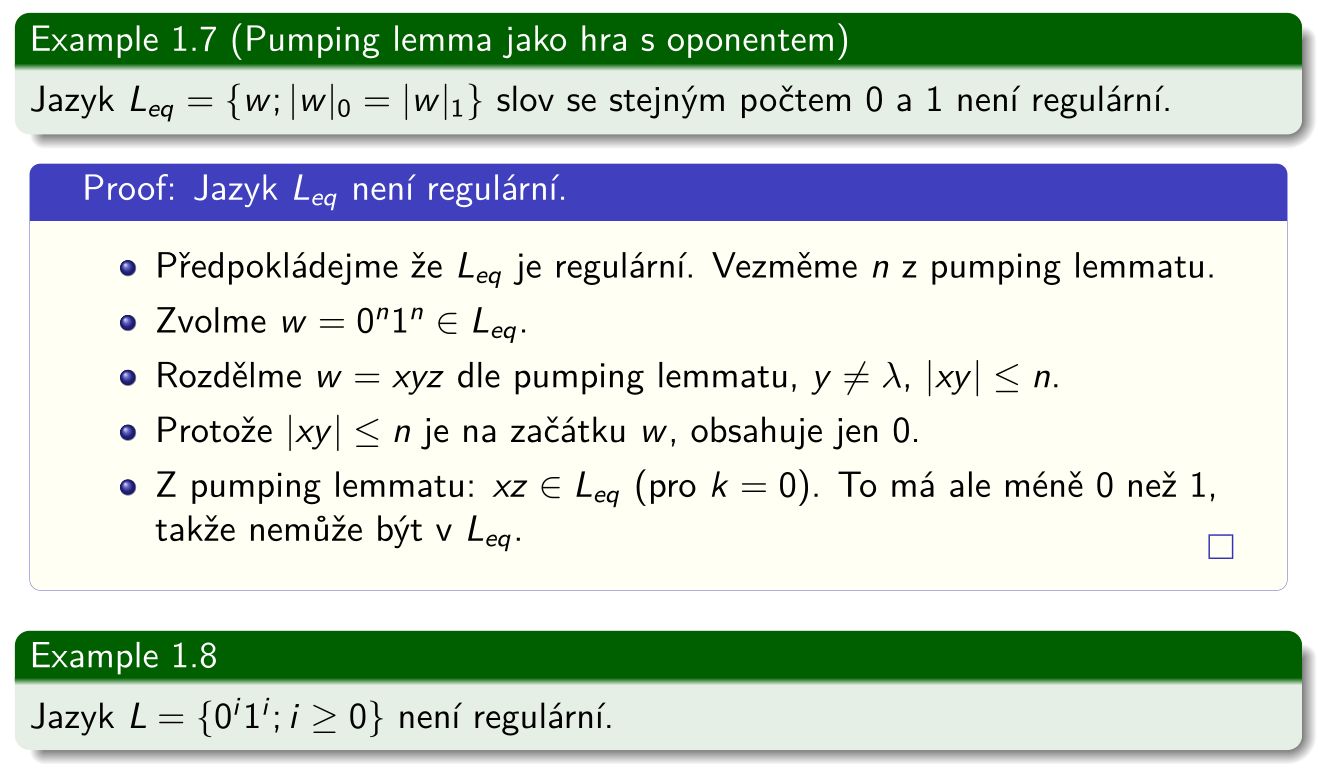 Example 1.7 (Pumping lemma jako hra s oponentem)
Jazyk $L_{eq} = \{w; |w|_0 = |w|_1\}$ slov se stejným počtem 0 a 1 není regulární.
Proof: Jazyk $L_{eq}$ není regulární.
• Předpokládejme že $L_{eq}$ je regulární. Vezměme $n$ z pumping lemmatu.
• Zvolme $w = 0^n1^n \in L_{eq}$.
• Rozdělme $w = xyz$ dle pumping lemmatu, $y \neq \lambda$, $|xy| \leq n$.
• Protože $|xy| \leq n$ je na začátku $w$, obsahuje jen 0.
• Z pumping lemmatu: $xz \in L_{eq}$ (pro $k = 0$). To má ale méně 0 než 1,
takže nemůže být v $L_{eq}$.
□
Example 1.8
Jazyk $L = \{0^i1^i; i \geq 0\}$ není regulární.